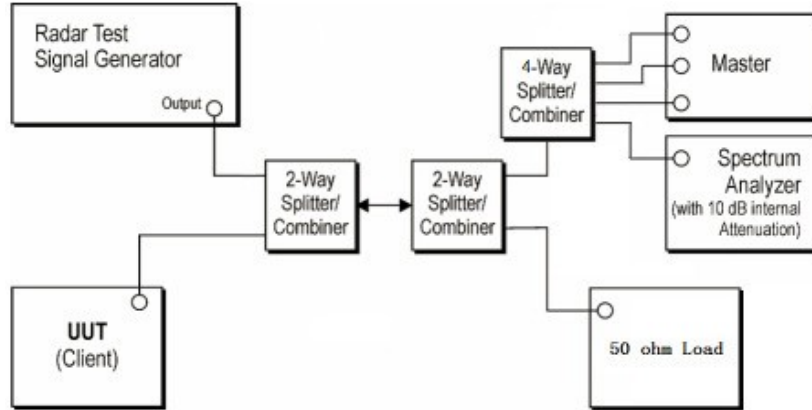 Radar Test
Signal Generator
Output
4-Way
Splitter/
Combiner
Master
2-Way
Splitter/
Combiner
2-Way
Splitter/
Combiner
Spectrum
Analyzer
(with 10 dB internal
Attenuation)
UUT
(Client)
50 ohm Load